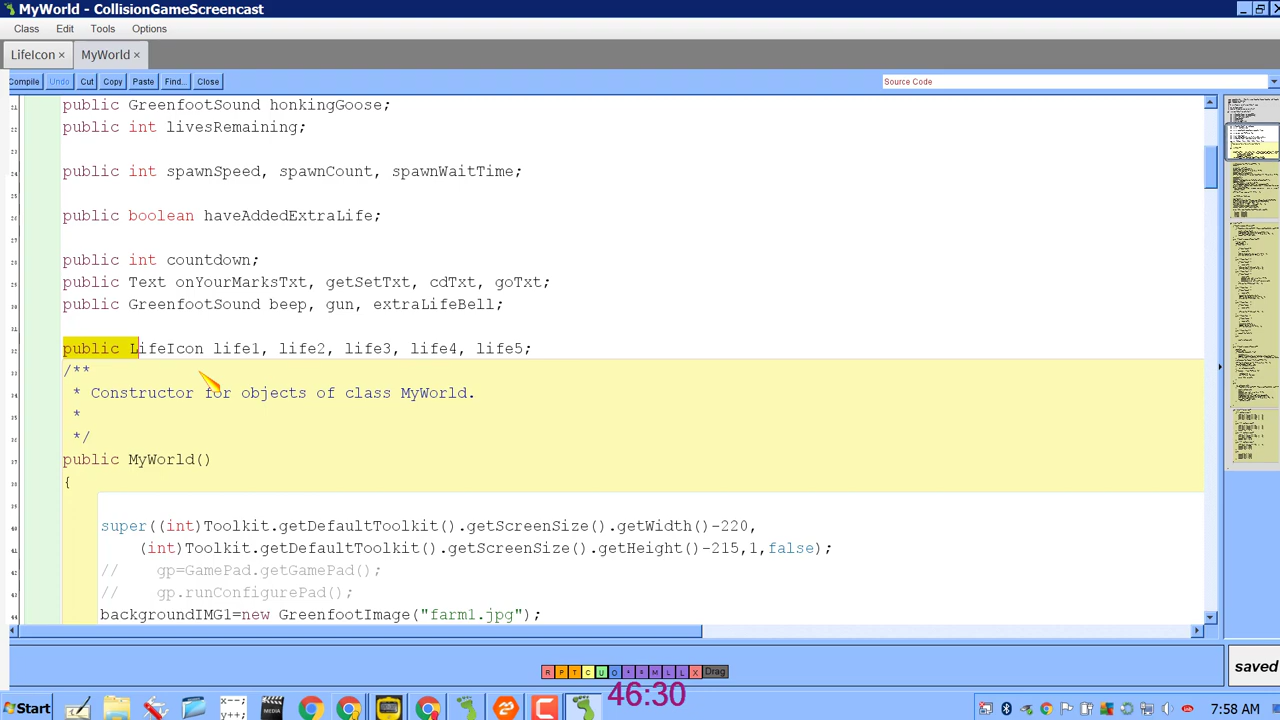 MyWorld - CollisionGameScreencast
Class Edit Tools Options
LifeIcon × MyWorld ×
Compile Undo Cut Copy Paste Find... Close Source Code
public GreenfootSound honkingGoose;
public int livesRemaining;
public int spawnSpeed, spawnCount, spawnWaitTime;
public boolean haveAddedExtraLife;
public int countdown;
public Text onYourMarksTxt, getSetTxt, cdTxt, goTxt;
public GreenfootSound beep, gun, extraLifeBell;
public LifeIcon life1, life2, life3, life4, life5;
/**
* Constructor for objects of class MyWorld.
*
*/
public MyWorld()
{
super((int)Toolkit.getDefaultToolkit().getScreenSize().getWidth()-220,
(int)Toolkit.getDefaultToolkit().getScreenSize().getHeight()-215,1,false);
// gp=GamePad.getGamePad();
// gp.runConfigurePad();
backgroundIMG1=new GreenfootImage("farm1.jpg");
saved
R P T C U O L L X Drag
46:30
Start x--; y++; 7:58 AM